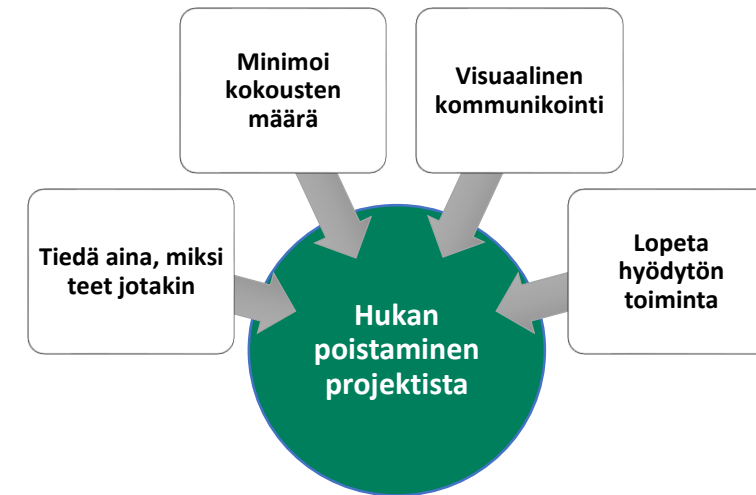 Minimoi
kokousten
määrä
Visuaalinen
kommunikointi
Tiedä aina, miksi
teet jotakin
Lopeta
hyödytön
toiminta
Hukan
poistaminen
projektista